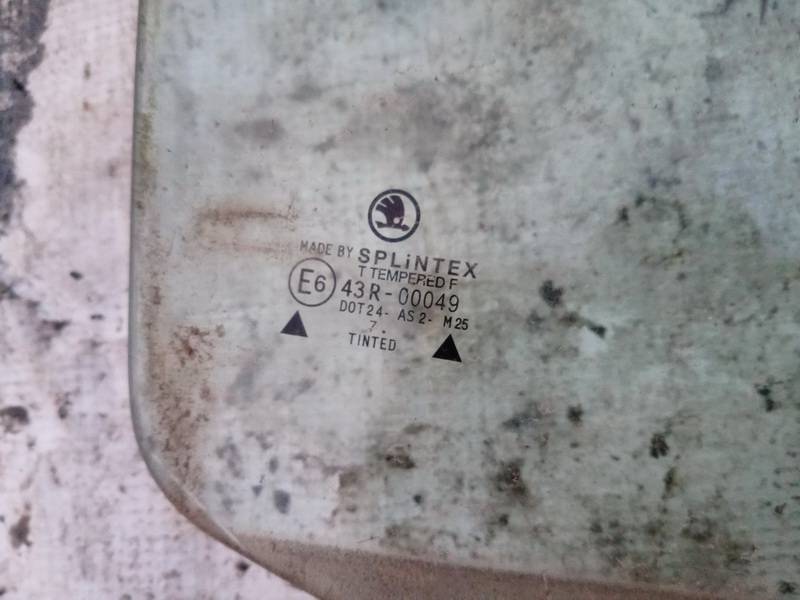 MADE BY SPLiNTEX
T TEMPERED F
E6 43R-00049
DOT24- AS2- M25
7.
TINTED